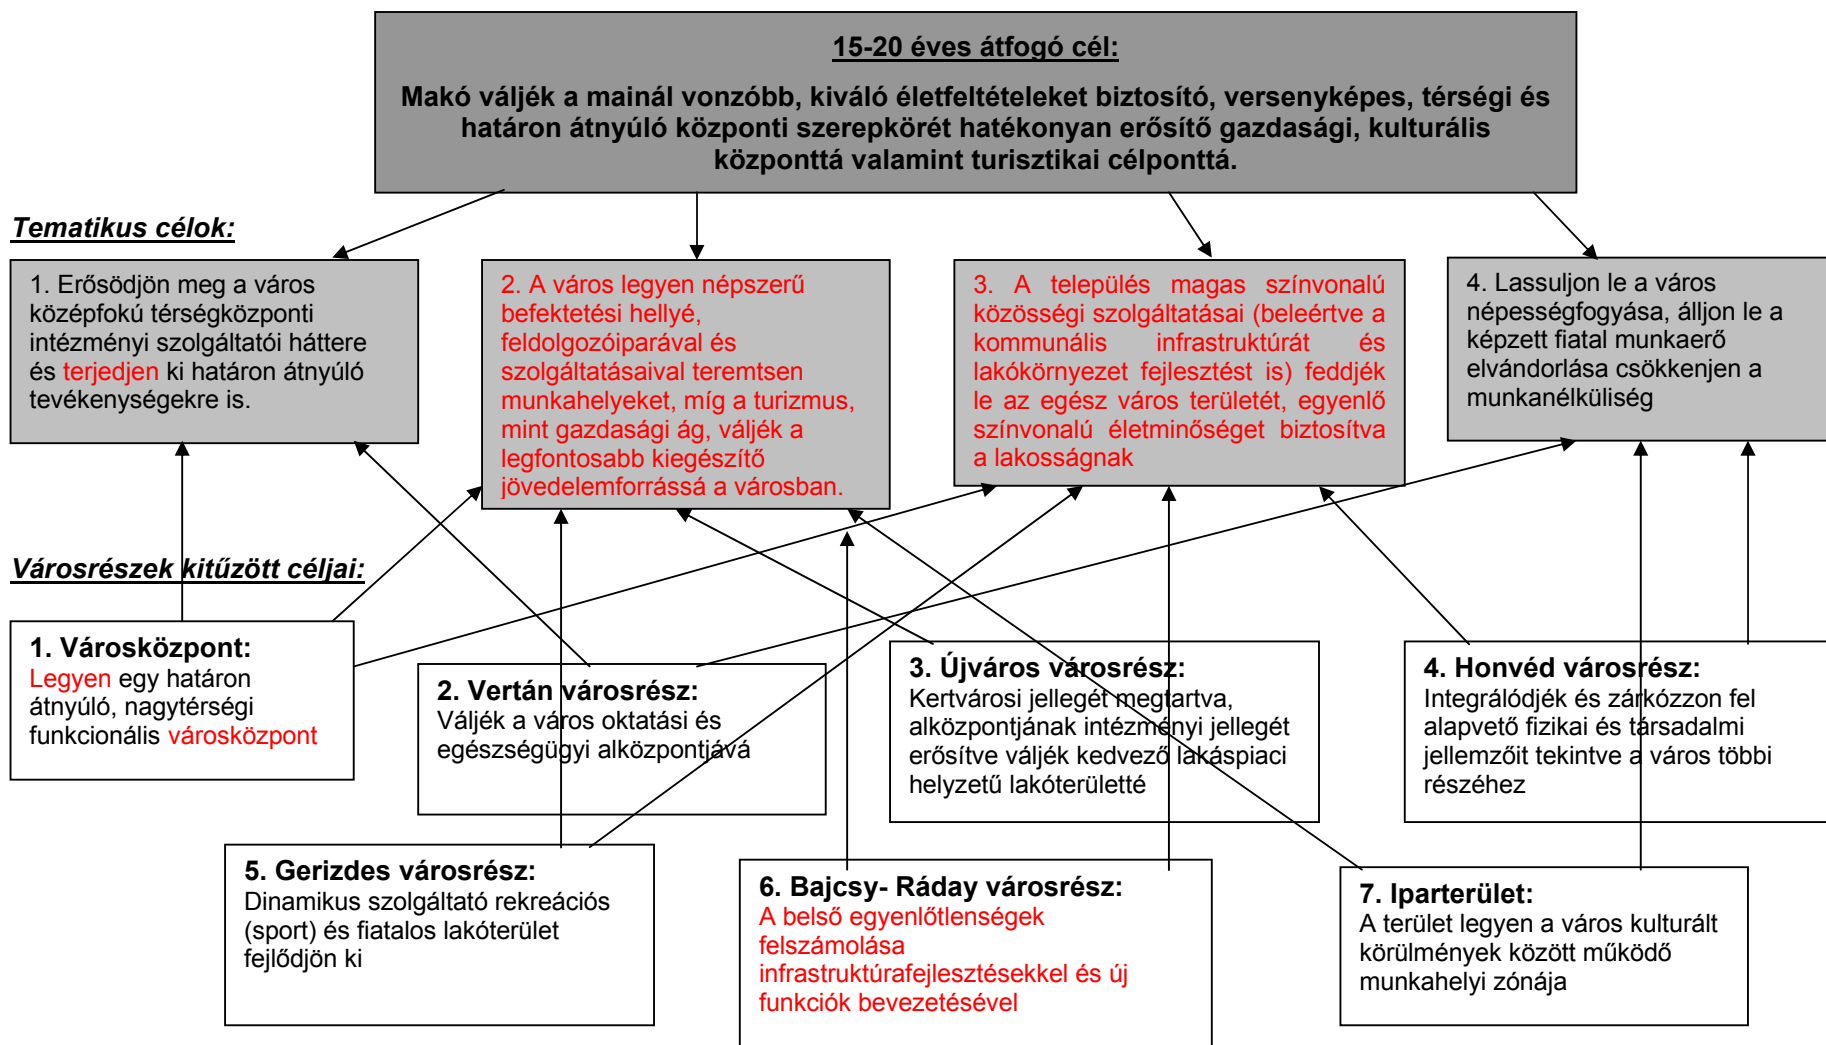 15-20 éves átfogó cél:
Makó váljék a mainál vonzóbb, kiváló életfeltételeket biztosító, versenyképes, térségi és
határon átnyúló központi szerepkörét hatékonyan erősítő gazdasági, kulturális
központtá valamint turisztikai célponttá.
Tematikus célok:
1. Erősödjön meg a város
középfokú térségközponti
intézményi szolgáltatói háttere
és terjedjen ki határon átnyúló
tevékenységekre is.
2. A város legyen népszerű
befektetési hellyé,
feldolgozóiparával és
szolgáltatásaival teremtsen
munkahelyeket, míg a turizmus,
mint gazdasági ág, váljék a
legfontosabb kiegészítő
jövedelemforrássá a városban.
3. A település magas színvonalú
közösségi szolgáltatásai (beleértve a
kommunális infrastruktúrát és
lakókörnyezet fejlesztést is) feddjék
le az egész város területét, egyenlő
színvonalú életminőséget biztosítva
a lakosságnak
4. Lassuljon le a város
népességfogyása, álljon le a
képzett fiatal munkaerő
elvándorlása csökkenjen a
munkanélküliség
Városrészek kitűzött céljai:
1. Városközpont:
Legyen egy határon
átnyúló, nagytérségi
funkcionális városközpont
2. Vertán városrész:
Váljék a város oktatási és
egészségügyi alközpontjává
3. Újváros városrész:
Kertvárosi jellegét megtartva,
alközpontjának intézményi jellegét
erősítve váljék kedvező lakáspiaci
helyzetű lakóterületté
4. Honvéd városrész:
Integrálódjék és zárkózzon fel
alapvető fizikai és társadalmi
jellemzőit tekintve a város többi
részéhez
5. Gerizdes városrész:
Dinamikus szolgáltató rekreációs
(sport) és fiatalos lakóterület
fejlődjön ki
6. Bajcsy- Ráday városrész:
A belső egyenlőtlenségek
felszámolása
infrastruktúrafejlesztésekkel és új
funkciók bevezetésével
7. Iparterület:
A terület legyen a város kulturált
körülmények között működő
munkahelyi zónája